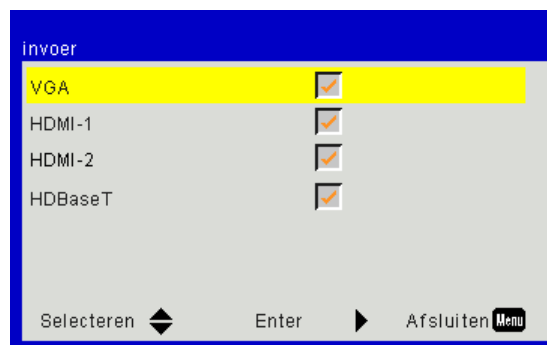 invoer
VGA
HDMI-1
HDMI-2
HDBaseT
Selecteren Enter Afsluiten Menu